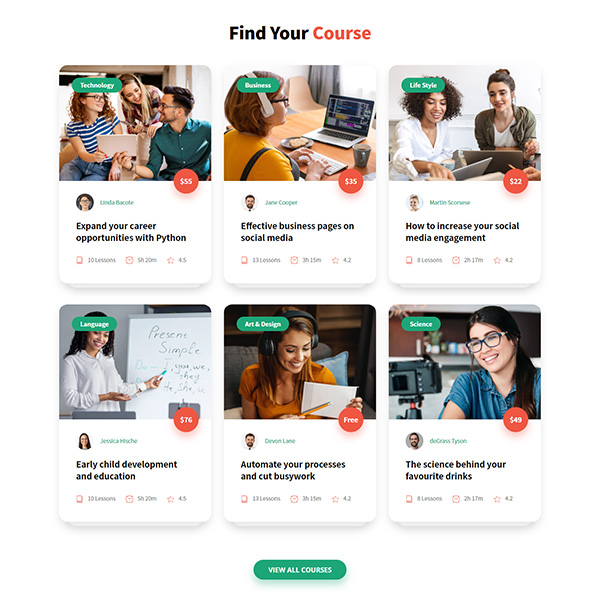 Find Your Course
Technology
$55
Linda Bacote
Expand your career
opportunities with Python
10 Lessons 5h 20m 4.5
Business
$35
Jane Cooper
Effective business pages on
social media
13 Lessons 3h 15m 4.2
Life Style
$22
Martin Scorsese
How to increase your social
media engagement
8 Lessons 2h 17m 4.2
Language
Present
Simple
Do - I, you, we,
they
He, she,
$76
Jessica Hische
Early child development
and education
10 Lessons 5h 20m 4.5
Art & Design
Free
Devon Lane
Automate your processes
and cut busywork
13 Lessons 3h 15m 4.2
Science
$49
deGrass Tyson
The science behind your
favourite drinks
8 Lessons 2h 17m 4.2
VIEW ALL COURSES